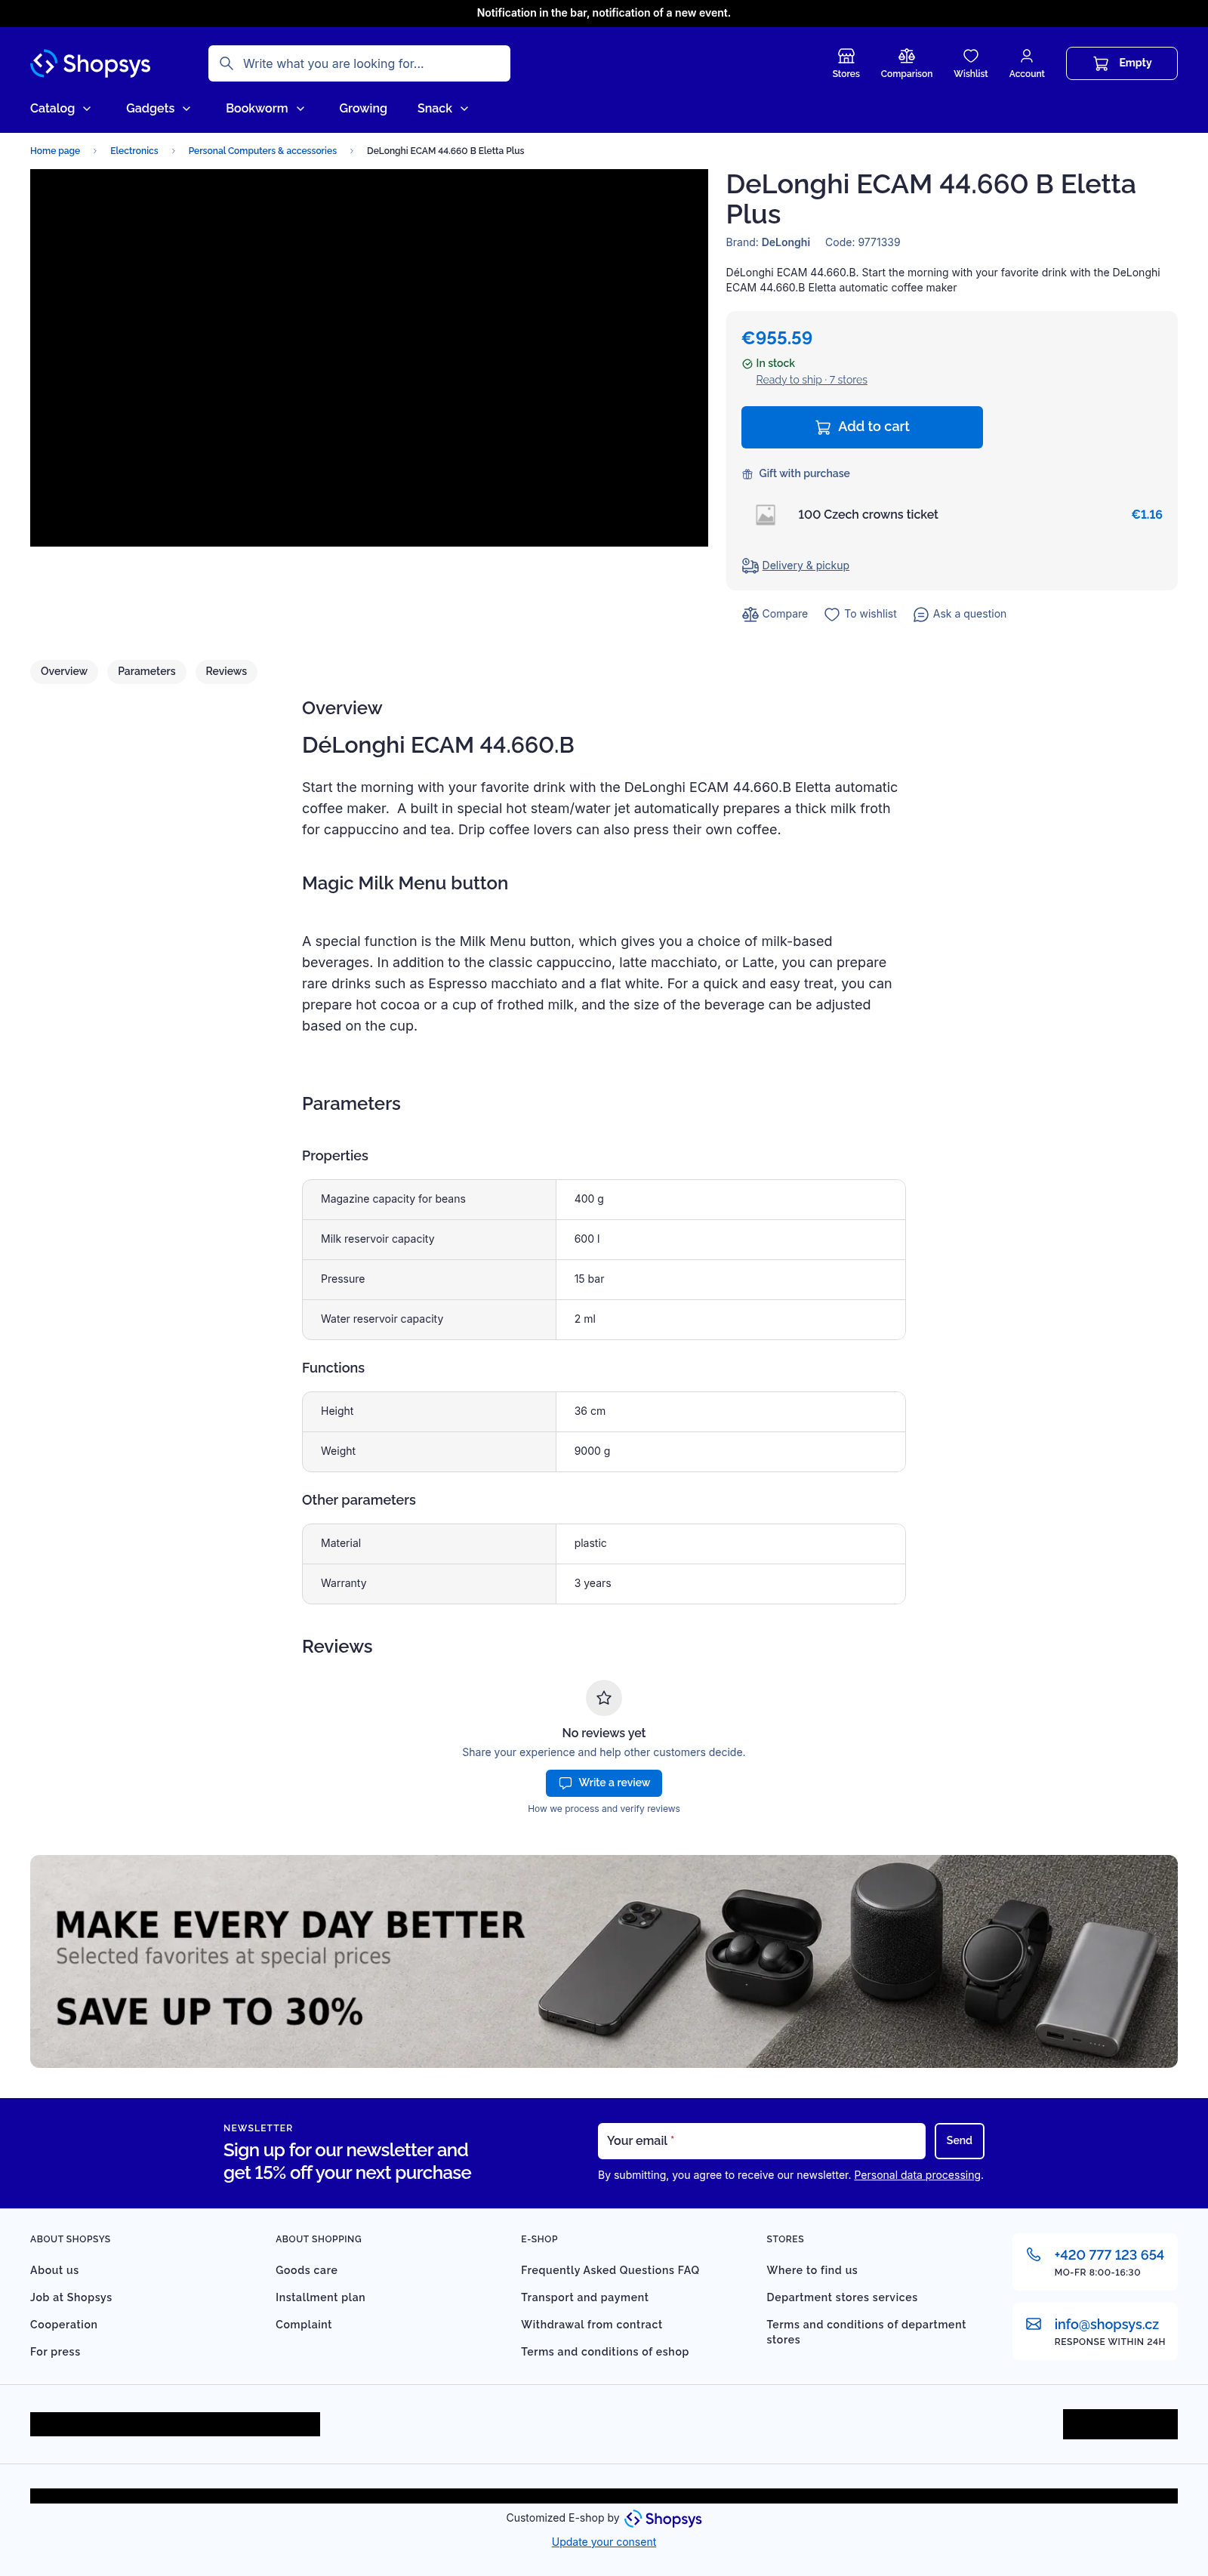 Notification in the bar, notification of a new event.
Shopsys
Write what you are looking for...
Stores
Comparison
Wishlist
Account
Empty
Catalog
Gadgets
Bookworm
Growing
Snack
Home page
Electronics
Personal Computers & accessories
DeLonghi ECAM 44.660 B Eletta Plus
DeLonghi ECAM 44.660 B Eletta
Plus
Brand: DeLonghi
Code: 9771339
DéLonghi ECAM 44.660.B. Start the morning with your favorite drink with the DeLonghi
ECAM 44.660.B Eletta automatic coffee maker
€955.59
In stock
Ready to ship · 7 stores
Add to cart
Gift with purchase
100 Czech crowns ticket
€1.16
Delivery & pickup
Compare
To wishlist
Ask a question
Overview
Parameters
Reviews
Overview
DéLonghi ECAM 44.660.B
Start the morning with your favorite drink with the DeLonghi ECAM 44.660.B Eletta automatic
coffee maker.  A built in special hot steam/water jet automatically prepares a thick milk froth
for cappuccino and tea. Drip coffee lovers can also press their own coffee.
Magic Milk Menu button
A special function is the Milk Menu button, which gives you a choice of milk-based
beverages. In addition to the classic cappuccino, latte macchiato, or Latte, you can prepare
rare drinks such as Espresso macchiato and a flat white. For a quick and easy treat, you can
prepare hot cocoa or a cup of frothed milk, and the size of the beverage can be adjusted
based on the cup.
Parameters
Properties
Magazine capacity for beans 400 g
Milk reservoir capacity 600 l
Pressure 15 bar
Water reservoir capacity 2 ml
Functions
Height 36 cm
Weight 9000 g
Other parameters
Material plastic
Warranty 3 years
Reviews
No reviews yet
Share your experience and help other customers decide.
Write a review
How we process and verify reviews
MAKE EVERY DAY BETTER
Selected favorites at special prices
SAVE UP TO 30%
NEWSLETTER
Sign up for our newsletter and
get 15% off your next purchase
Your email *
Send
By submitting, you agree to receive our newsletter. Personal data processing.
ABOUT SHOPSYS
About us
Job at Shopsys
Cooperation
For press
ABOUT SHOPPING
Goods care
Installment plan
Complaint
E-SHOP
Frequently Asked Questions FAQ
Transport and payment
Withdrawal from contract
Terms and conditions of eshop
STORES
Where to find us
Department stores services
Terms and conditions of department
stores
+420 777 123 654
MO-FR 8:00-16:30
info@shopsys.cz
RESPONSE WITHIN 24H
Customized E-shop by Shopsys
Update your consent